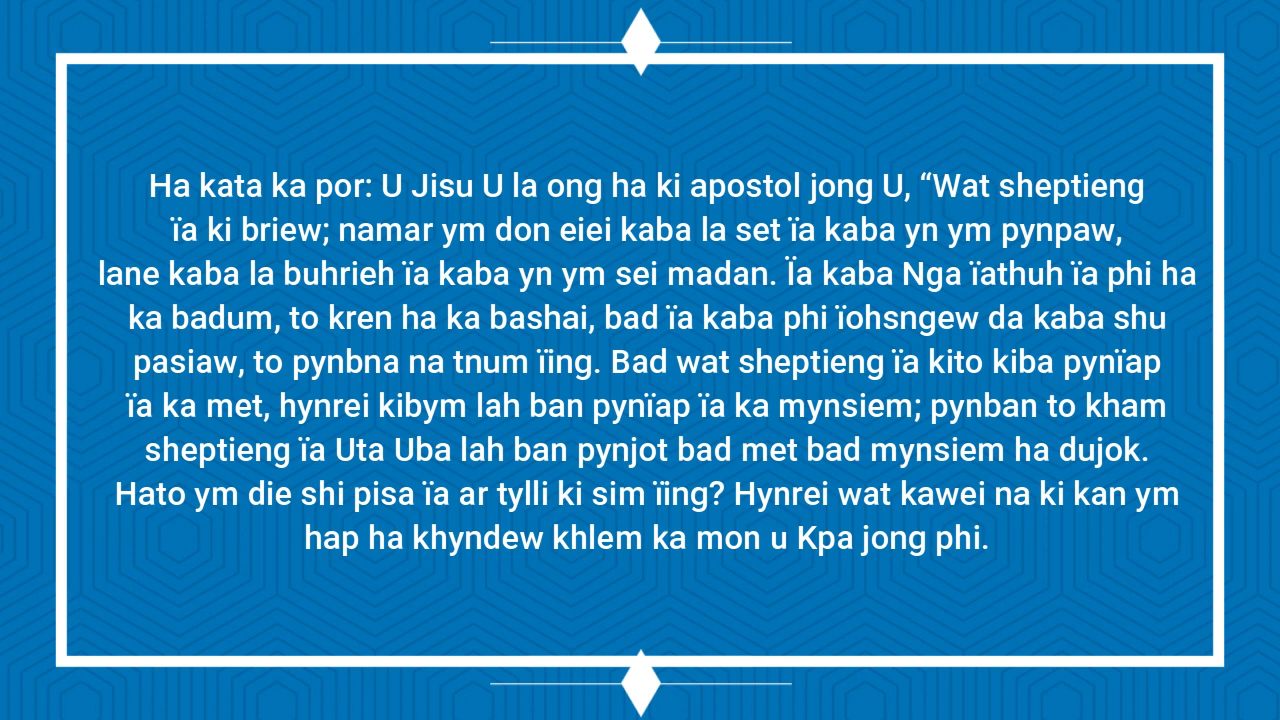 Ha kata ka por: U Jisu U la ong ha ki apostol jong U, “Wat sheptieng
ïa ki briew; namar ym don eiei kaba la set ïa kaba yn ym pynpaw,
lane kaba la buhrieh ïa kaba yn ym sei madan. Ïa kaba Nga ïathuh ïa phi ha
ka badum, to kren ha ka bashai, bad ïa kaba phi ïohsngew da kaba shu
pasiaw, to pynbna na tnum ïing. Bad wat sheptieng ïa kito kiba pynïap
ïa ka met, hynrei kibym lah ban pynïap ïa ka mynsiem; pynban to kham
sheptieng ïa Uta Uba lah ban pynjot bad met bad mynsiem ha dujok.
Hato ym die shi pisa ïa ar tylli ki sim ïing? Hynrei wat kawei na ki kan ym
hap ha khyndew khlem ka mon u Kpa jong phi.